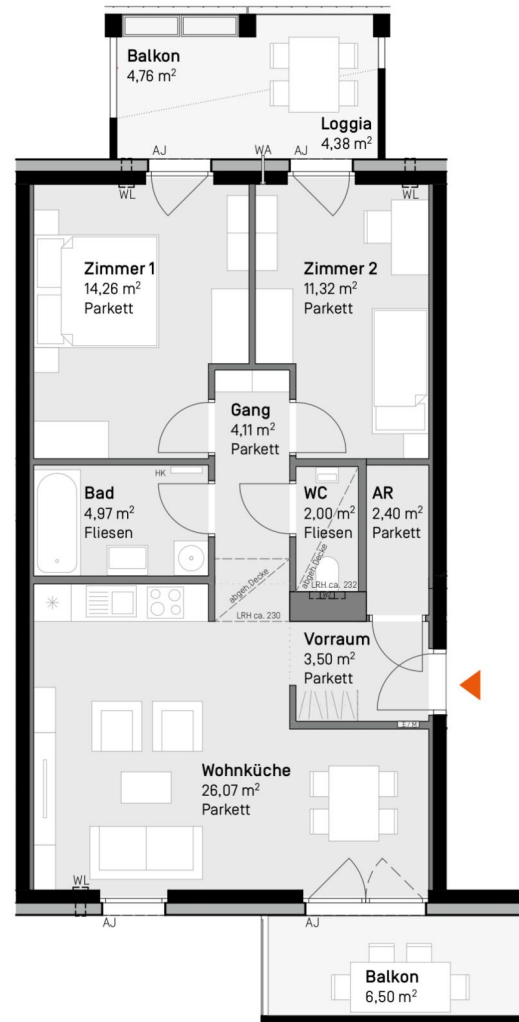 Balkon
4,76 m²
Loggia
4,38 m²
AJ
WA
AJ
WL
WL
Zimmer 1
14,26 m²
Parkett
Zimmer 2
11,32 m²
Parkett
Gang
4,11 m²
Parkett
HK
Bad
4,97 m²
Fliesen
WC
2,00 m²
Fliesen
AR
2,40 m²
Parkett
abgeh.Decke
abgeh.Decke
LRH ca. 232
LRH ca. 230
Vorraum
3,50 m²
Parkett
E / M
Wohnküche
26,07 m²
Parkett
WL
AJ
AJ
Balkon
6,50 m²